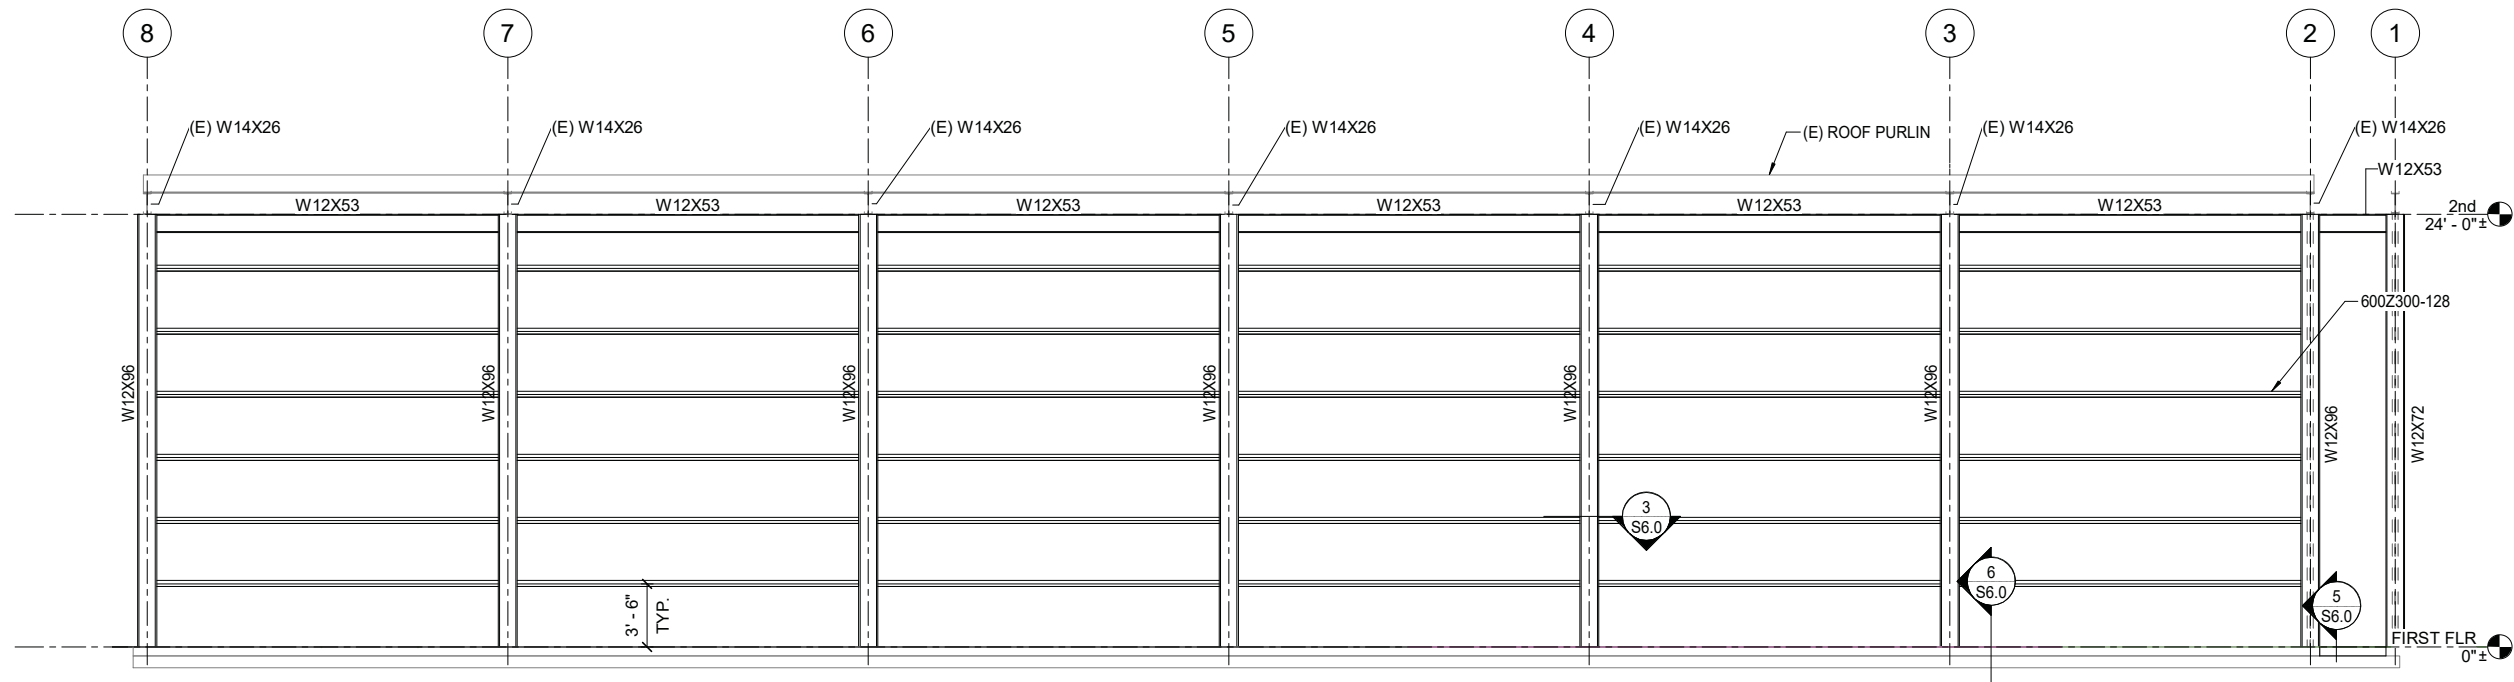 8
7
6
5
4
3
2
1
(E) W14X26
(E) W14X26
(E) W14X26
(E) W14X26
(E) W14X26
(E) ROOF PURLIN
(E) W14X26
(E) W14X26
W12X53
W12X53
W12X53
W12X53
W12X53
W12X53
W12X53
2nd
24' - 0"±
600Z300-128
W12X96
W12X96
W12X96
W12X96
W12X96
W12X96
W12X96
W12X72
3
S6.0
6
S6.0
5
S6.0
3' - 6"
TYP.
FIRST FLR
0"±